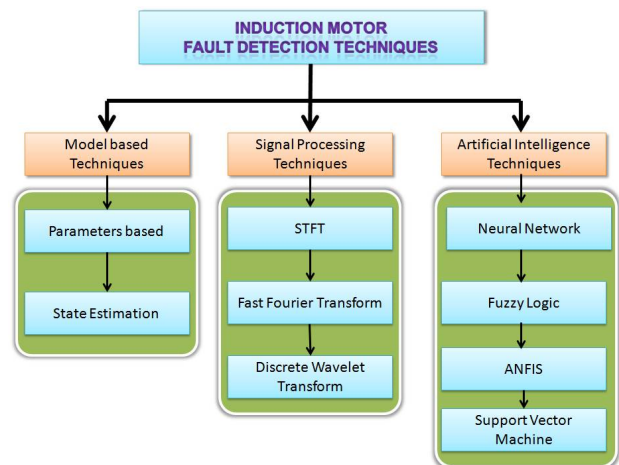 INDUCTION MOTOR
FAULT DETECTION TECHNIQUES
Model based
Techniques
Parameters based
State Estimation
Signal Processing
Techniques
STFT
Fast Fourier Transform
Discrete Wavelet
Transform
Artificial Intelligence
Techniques
Neural Network
Fuzzy Logic
ANFIS
Support Vector
Machine